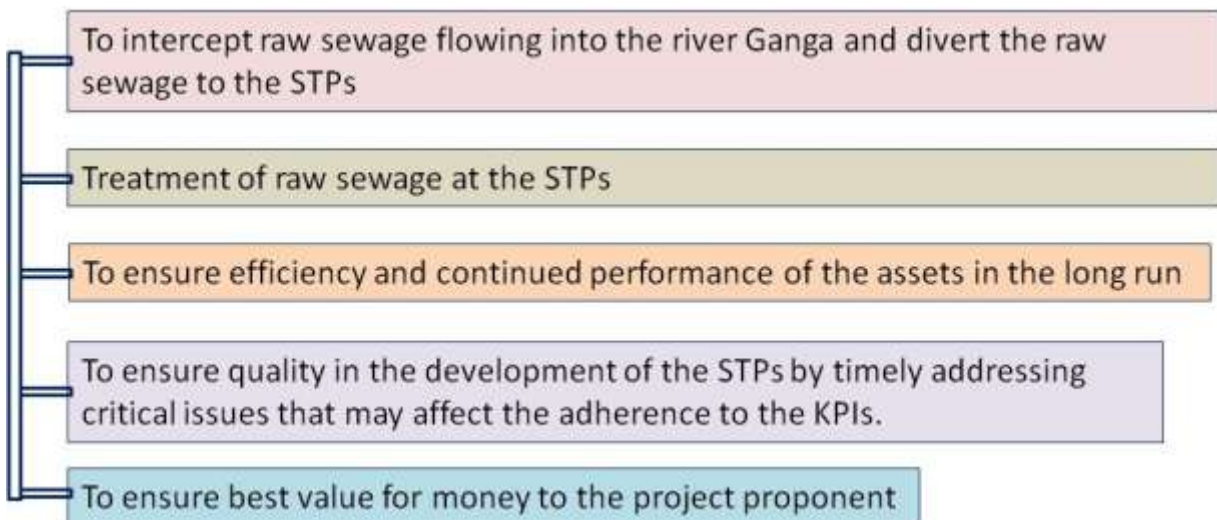 To intercept raw sewage flowing into the river Ganga and divert the raw
sewage to the STPs
Treatment of raw sewage at the STPs
To ensure efficiency and continued performance of the assets in the long run
To ensure quality in the development of the STPs by timely addressing
critical issues that may affect the adherence to the KPIs.
To ensure best value for money to the project proponent